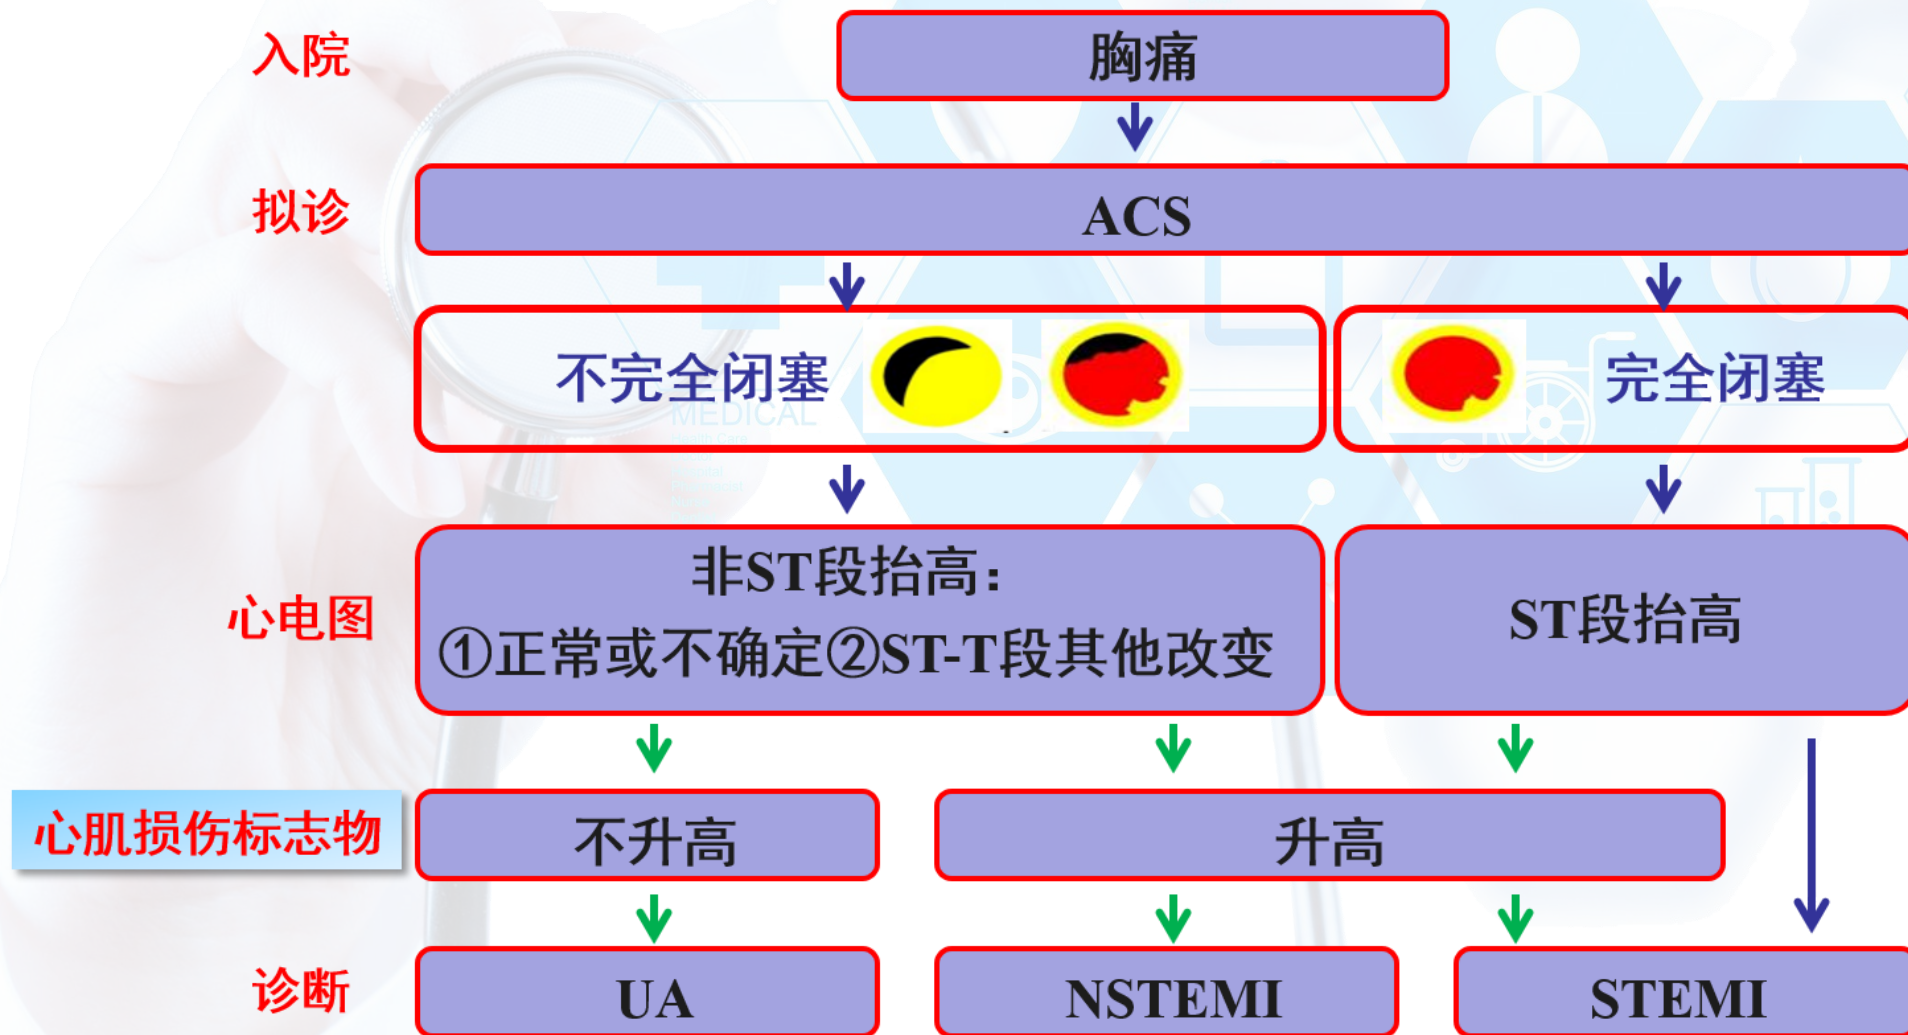 入院
胸痛
拟诊
ACS
不完全闭塞
完全闭塞
MEDICAL
Health Care
心电图
非ST段抬高：
①正常或不确定②ST-T段其他改变
ST段抬高
心肌损伤标志物
不升高
升高
诊断
UA
NSTEMI
STEMI